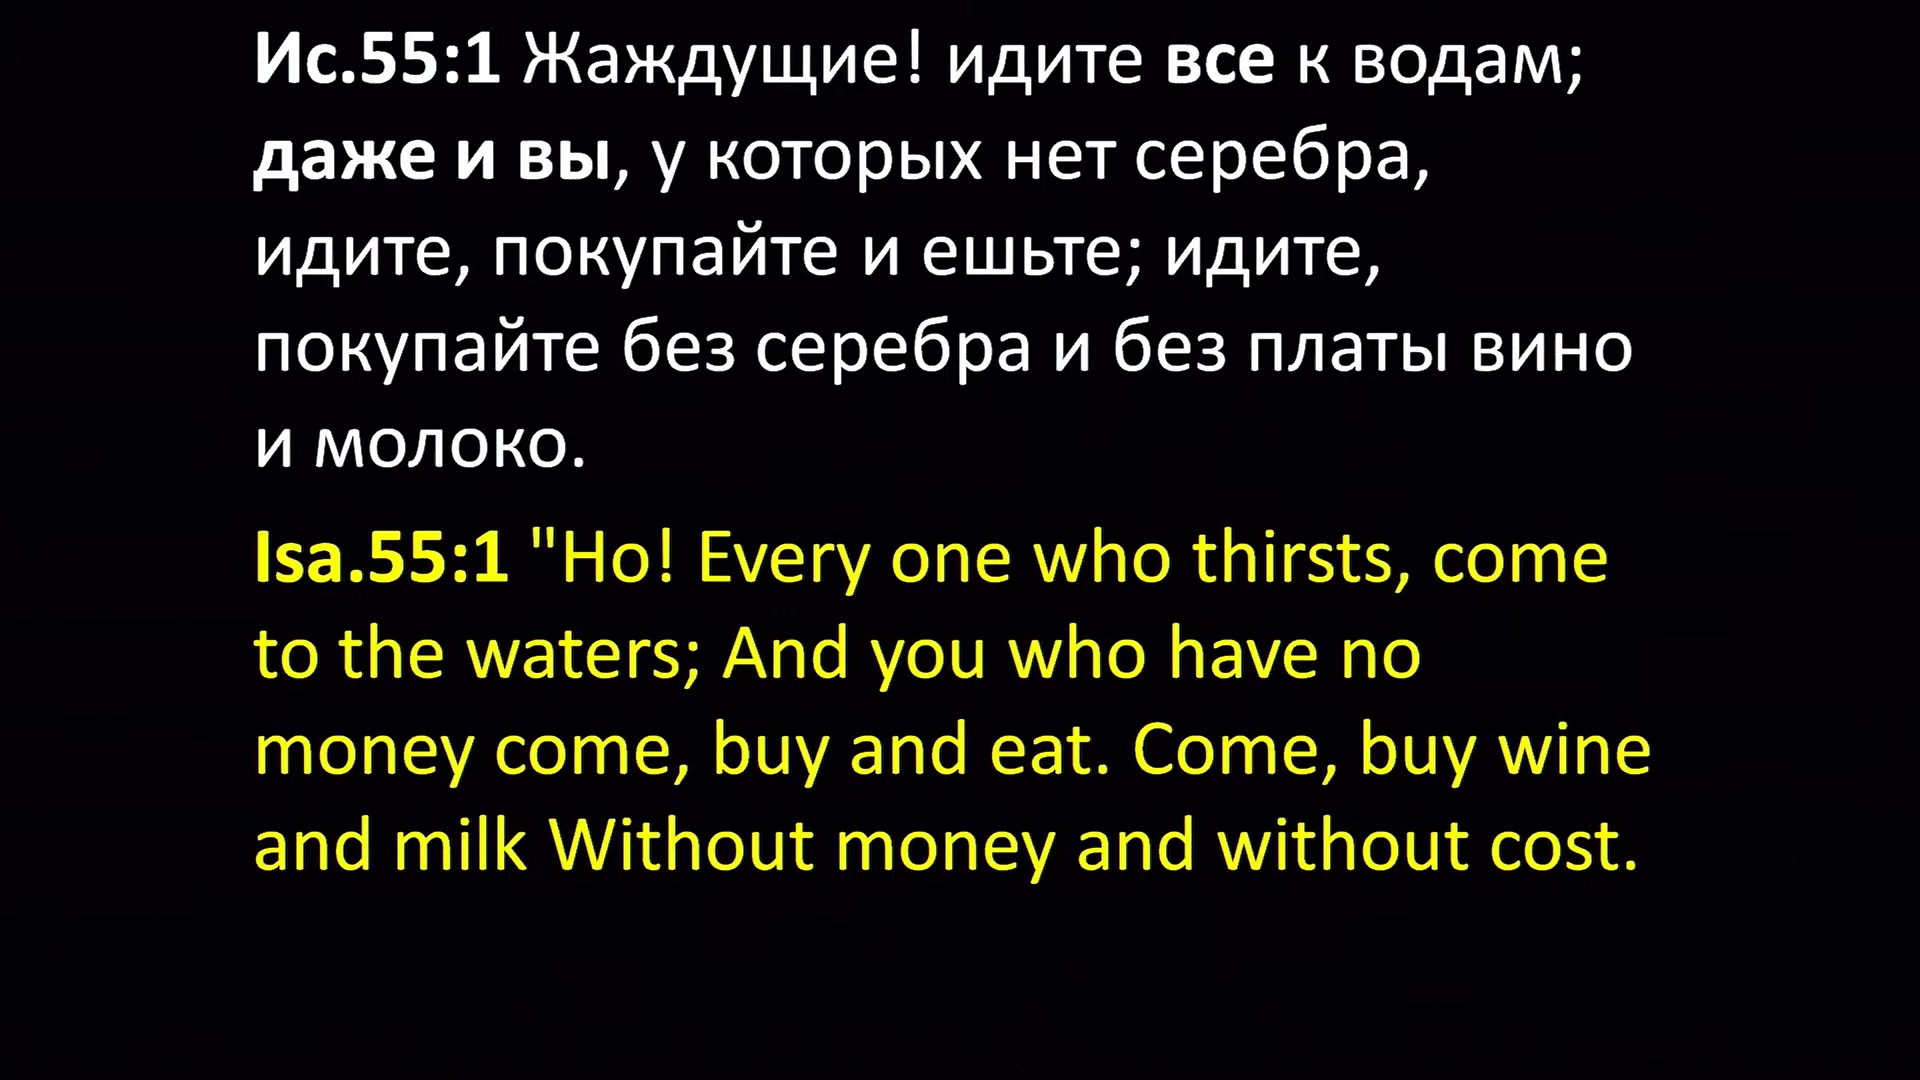 Ис.55:1 Жаждущие! идите все к водам;
даже и вы, у которых нет серебра,
идите, покупайте и ешьте; идите,
покупайте без серебра и без платы вино
и молоко.
Isa.55:1 "Ho! Every one who thirsts, come
to the waters; And you who have no
money come, buy and eat. Come, buy wine
and milk Without money and without cost.